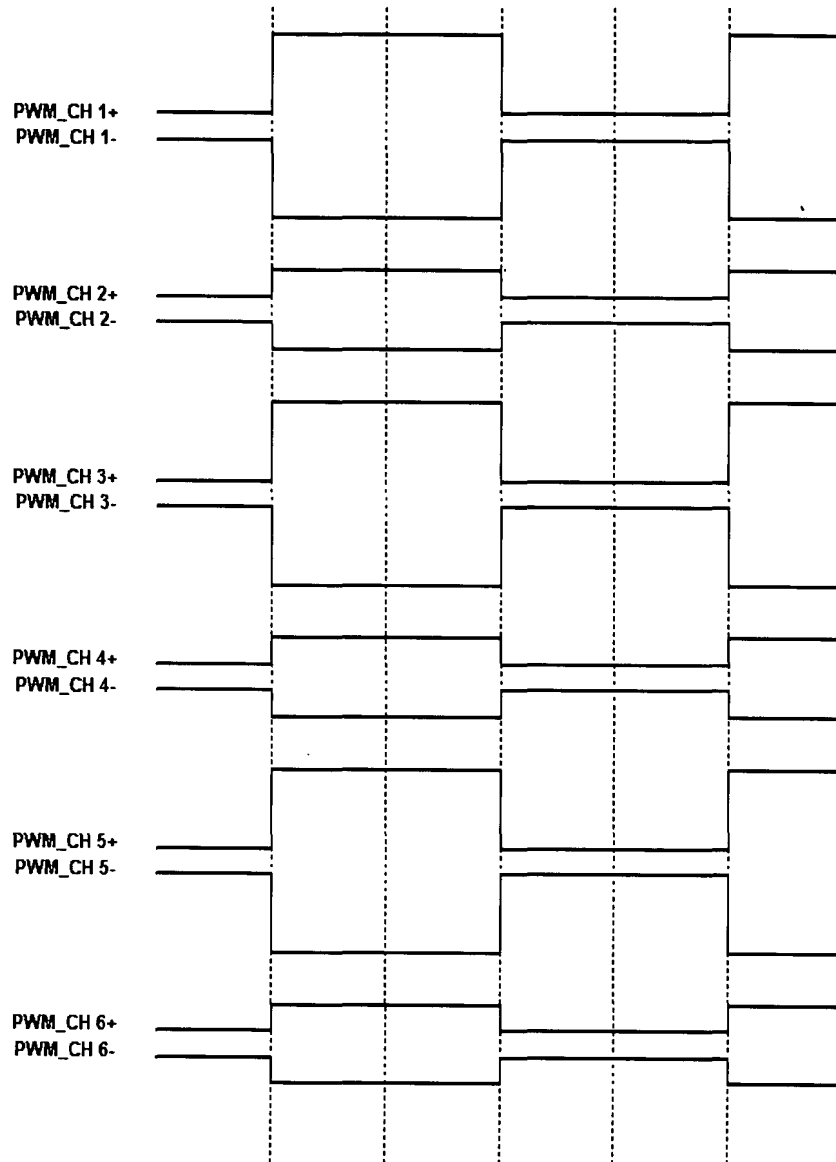 PWM_CH 1+
PWM_CH 1-
PWM_CH 2+
PWM_CH 2-
PWM_CH 3+
PWM_CH 3-
PWM_CH 4+
PWM_CH 4-
PWM_CH 5+
PWM_CH 5-
PWM_CH 6+
PWM_CH 6-